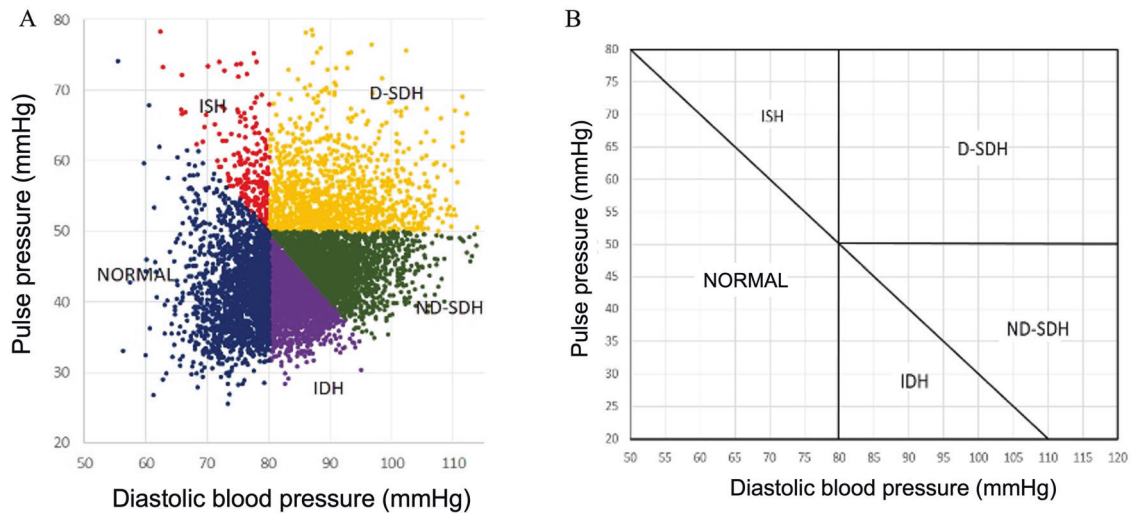 A
80
70
60
50
40
30
20
50
60
70
80
90
100
110
Pulse pressure (mmHg)
Diastolic blood pressure (mmHg)
ISH
D-SDH
NORMAL
ND-SDH
IDH
B
80
75
70
65
60
55
50
45
40
35
30
25
20
50
55
60
65
70
75
80
85
90
95
100
105
110
115
120
Pulse pressure (mmHg)
Diastolic blood pressure (mmHg)
ISH
D-SDH
NORMAL
ND-SDH
IDH